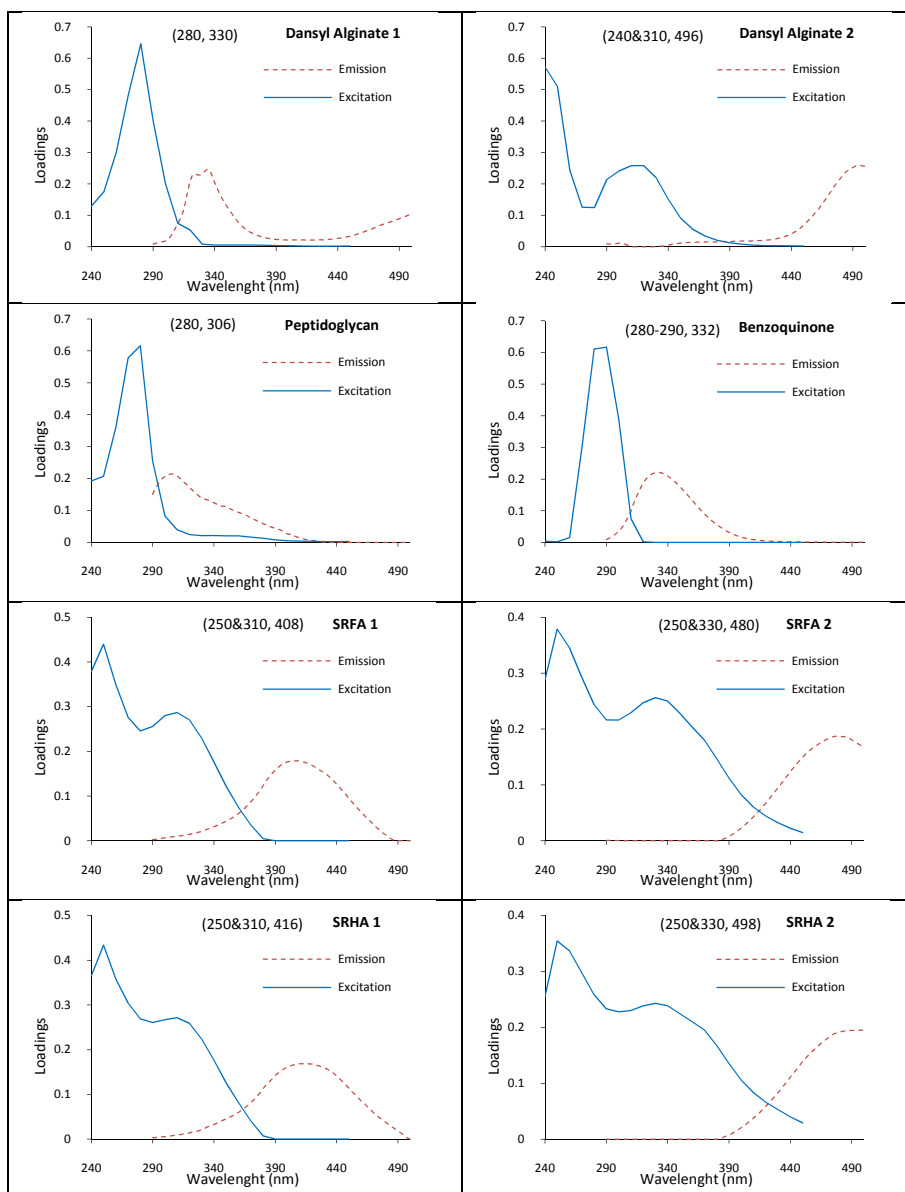 (280, 330) Dansyl Alginate 1
0.7
0.6
0.5
0.4
0.3
0.2
0.1
0
Loadings
Emission
Excitation
240 290 340 390 440 490
Wavelenght (nm)
(240&310, 496) Dansyl Alginate 2
0.7
0.6
0.5
0.4
0.3
0.2
0.1
0
Loadings
Emission
Excitation
240 290 340 390 440 490
Wavelenght (nm)
(280, 306) Peptidoglycan
0.7
0.6
0.5
0.4
0.3
0.2
0.1
0
Loadings
Emission
Excitation
240 290 340 390 440 490
Wavelenght (nm)
(280-290, 332) Benzoquinone
0.7
0.6
0.5
0.4
0.3
0.2
0.1
0
Loadings
Emission
Excitation
240 290 340 390 440 490
Wavelenght (nm)
(250&310, 408) SRFA 1
0.5
0.4
0.3
0.2
0.1
0
Loadings
Emission
Excitation
240 290 340 390 440 490
Wavelenght (nm)
(250&330, 480) SRFA 2
0.4
0.3
0.2
0.1
0
Loadings
Emission
Excitation
240 290 340 390 440 490
Wavelenght (nm)
(250&310, 416) SRHA 1
0.5
0.4
0.3
0.2
0.1
0
Loadings
Emission
Excitation
240 290 340 390 440 490
Wavelenght (nm)
(250&330, 498) SRHA 2
0.4
0.3
0.2
0.1
0
Loadings
Emission
Excitation
240 290 340 390 440 490
Wavelenght (nm)